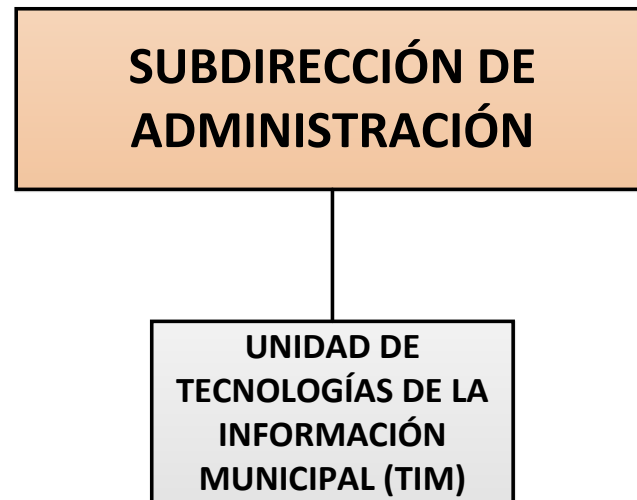 SUBDIRECCIÓN DE
ADMINISTRACIÓN
UNIDAD DE
TECNOLOGÍAS DE LA
INFORMACIÓN
MUNICIPAL (TIM)